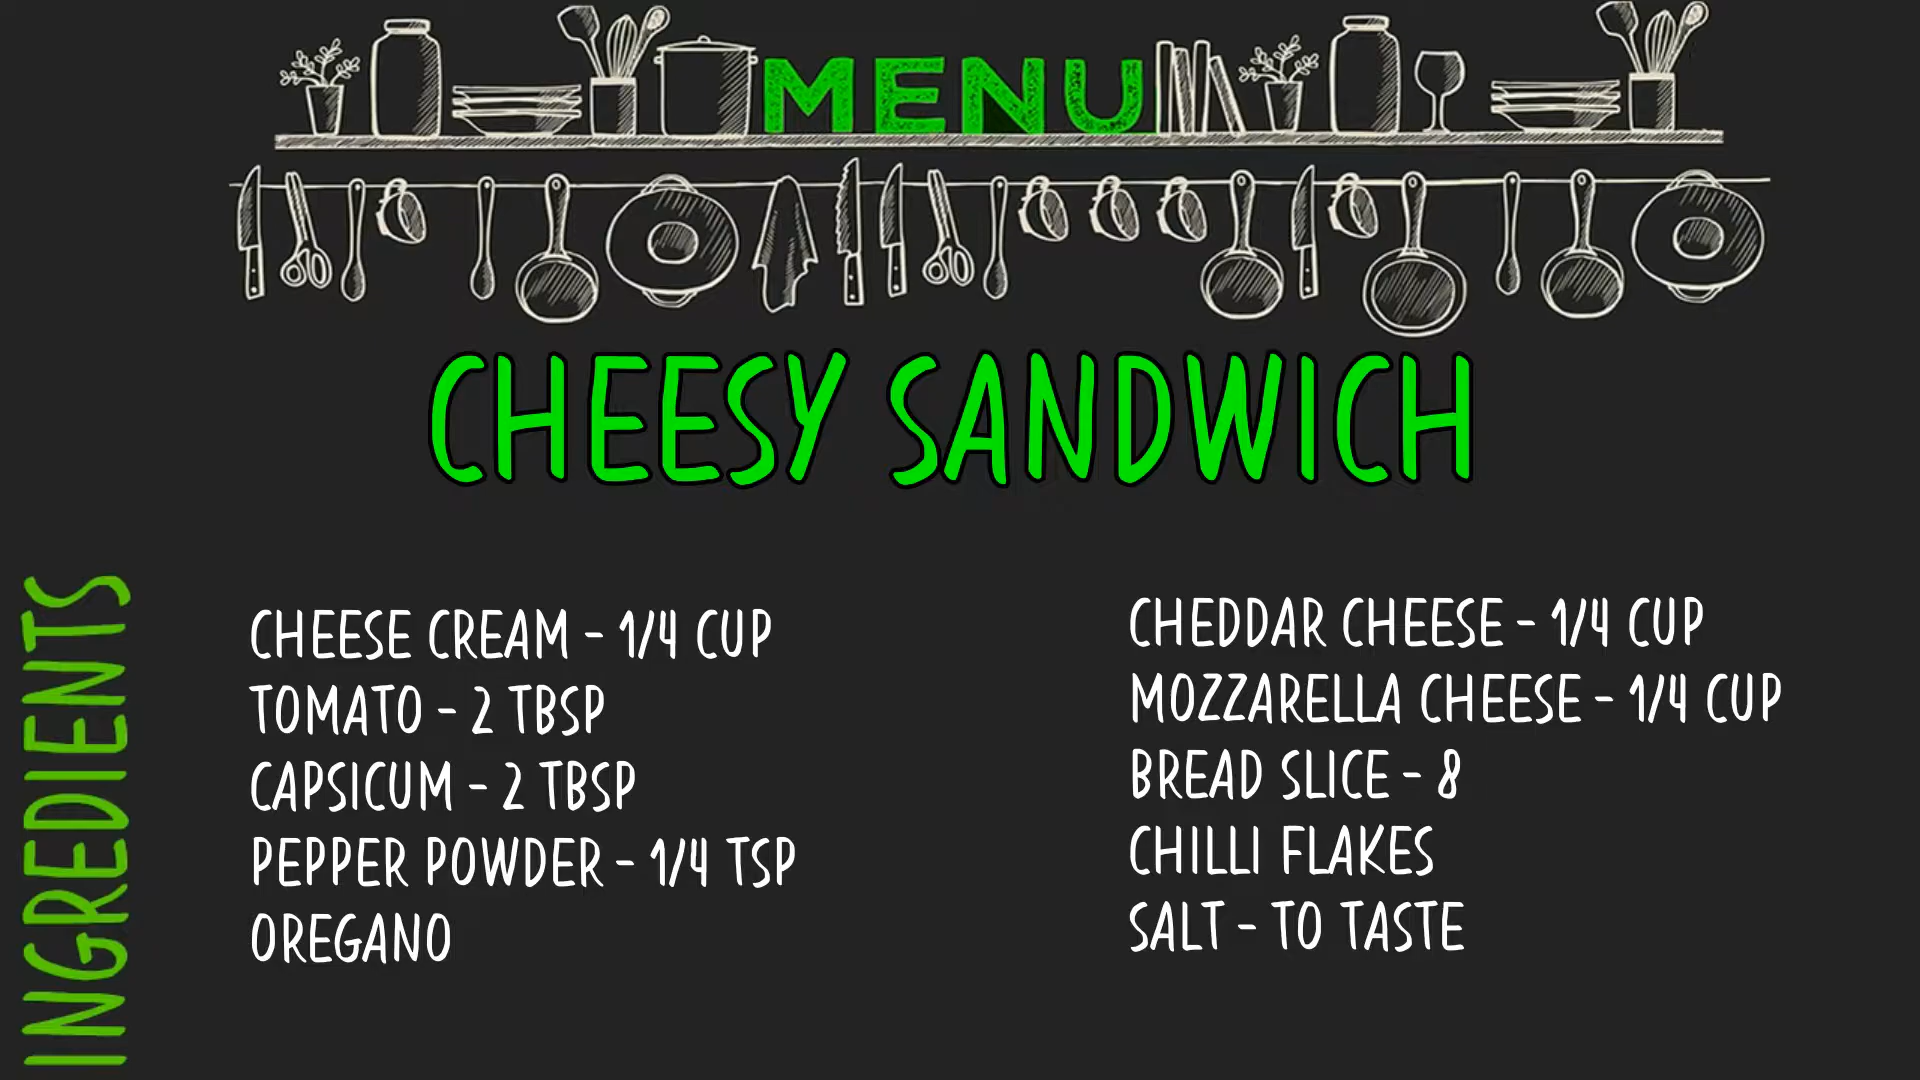 MENU
CHEESY SANDWICH
INGREDIENTS
CHEESE CREAM - 1/4 CUP
TOMATO - 2 TBSP
CAPSICUM - 2 TBSP
PEPPER POWDER - 1/4 TSP
OREGANO
CHEDDAR CHEESE - 1/4 CUP
MOZZARELLA CHEESE - 1/4 CUP
BREAD SLICE - 8
CHILLI FLAKES
SALT - TO TASTE